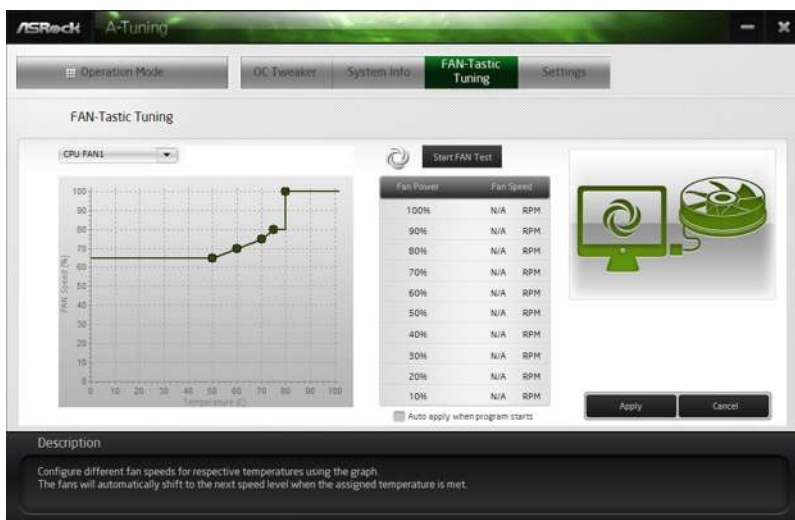 ASRock A-Tuning
Operation Mode
OC Tweaker
System Info
FAN-Tastic
Tuning
Settings
FAN-Tastic Tuning
CPU FAN1
Start FAN Test
100
90
80
70
60
50
40
30
20
10
0
FAN Speed (%)
0 10 20 30 40 50 60 70 80 90 100
Temperature (C)
Fan Power Fan Speed
100% N/A RPM
90% N/A RPM
80% N/A RPM
70% N/A RPM
60% N/A RPM
50% N/A RPM
40% N/A RPM
30% N/A RPM
20% N/A RPM
10% N/A RPM
Auto apply when program starts
Apply
Cancel
Description
Configure different fan speeds for respective temperatures using the graph.
The fans will automatically shift to the next speed level when the assigned temperature is met.